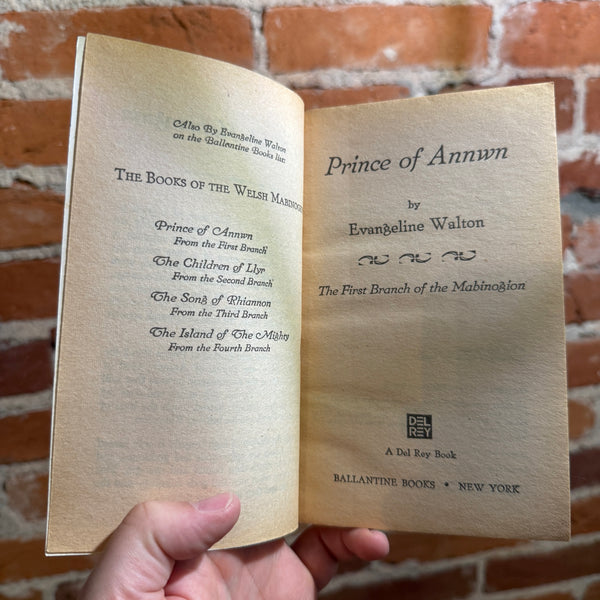 Also By Evangeline Walton
on the Ballantine Books list:
THE BOOKS OF THE WELSH
Prince of Annwn
From the First Branch
The Children of Llyr
From the Second Branch
The Song of Rhiannon
From the Third Branch
The Island of The Mighty
From the Fourth Branch
Prince of Annwn
by
Evangeline Walton
The First Branch of the Mabinogion
DEL
REY
A Del Rey Book
BALLANTINE BOOKS • NEW YORK